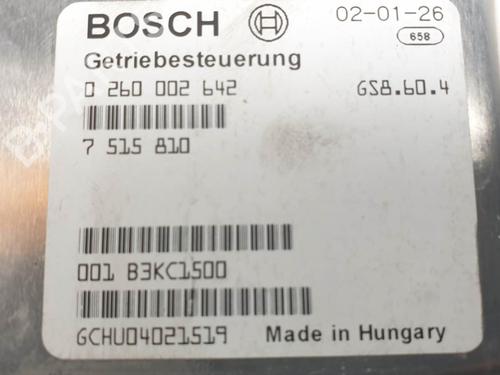 BOSCH 02-01-26
658
Getriebesteuerung
0 260 002 642 GS8.60.4
7 515 810
001 B3KC1500
GCHU04021519 Made in Hungary